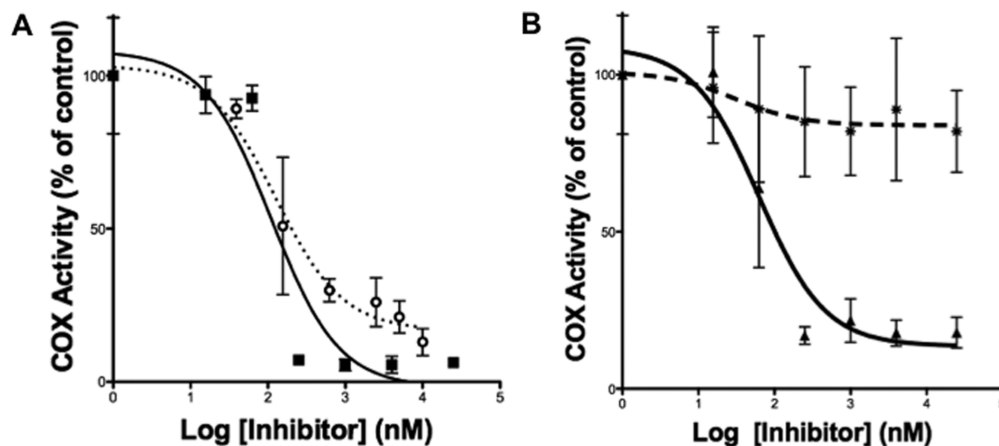 A
COX Activity (% of control)
100
50
0
0 1 2 3 4 5
Log [Inhibitor] (nM)
B
COX Activity (% of control)
100
50
0
0 1 2 3 4
Log [Inhibitor] (nM)